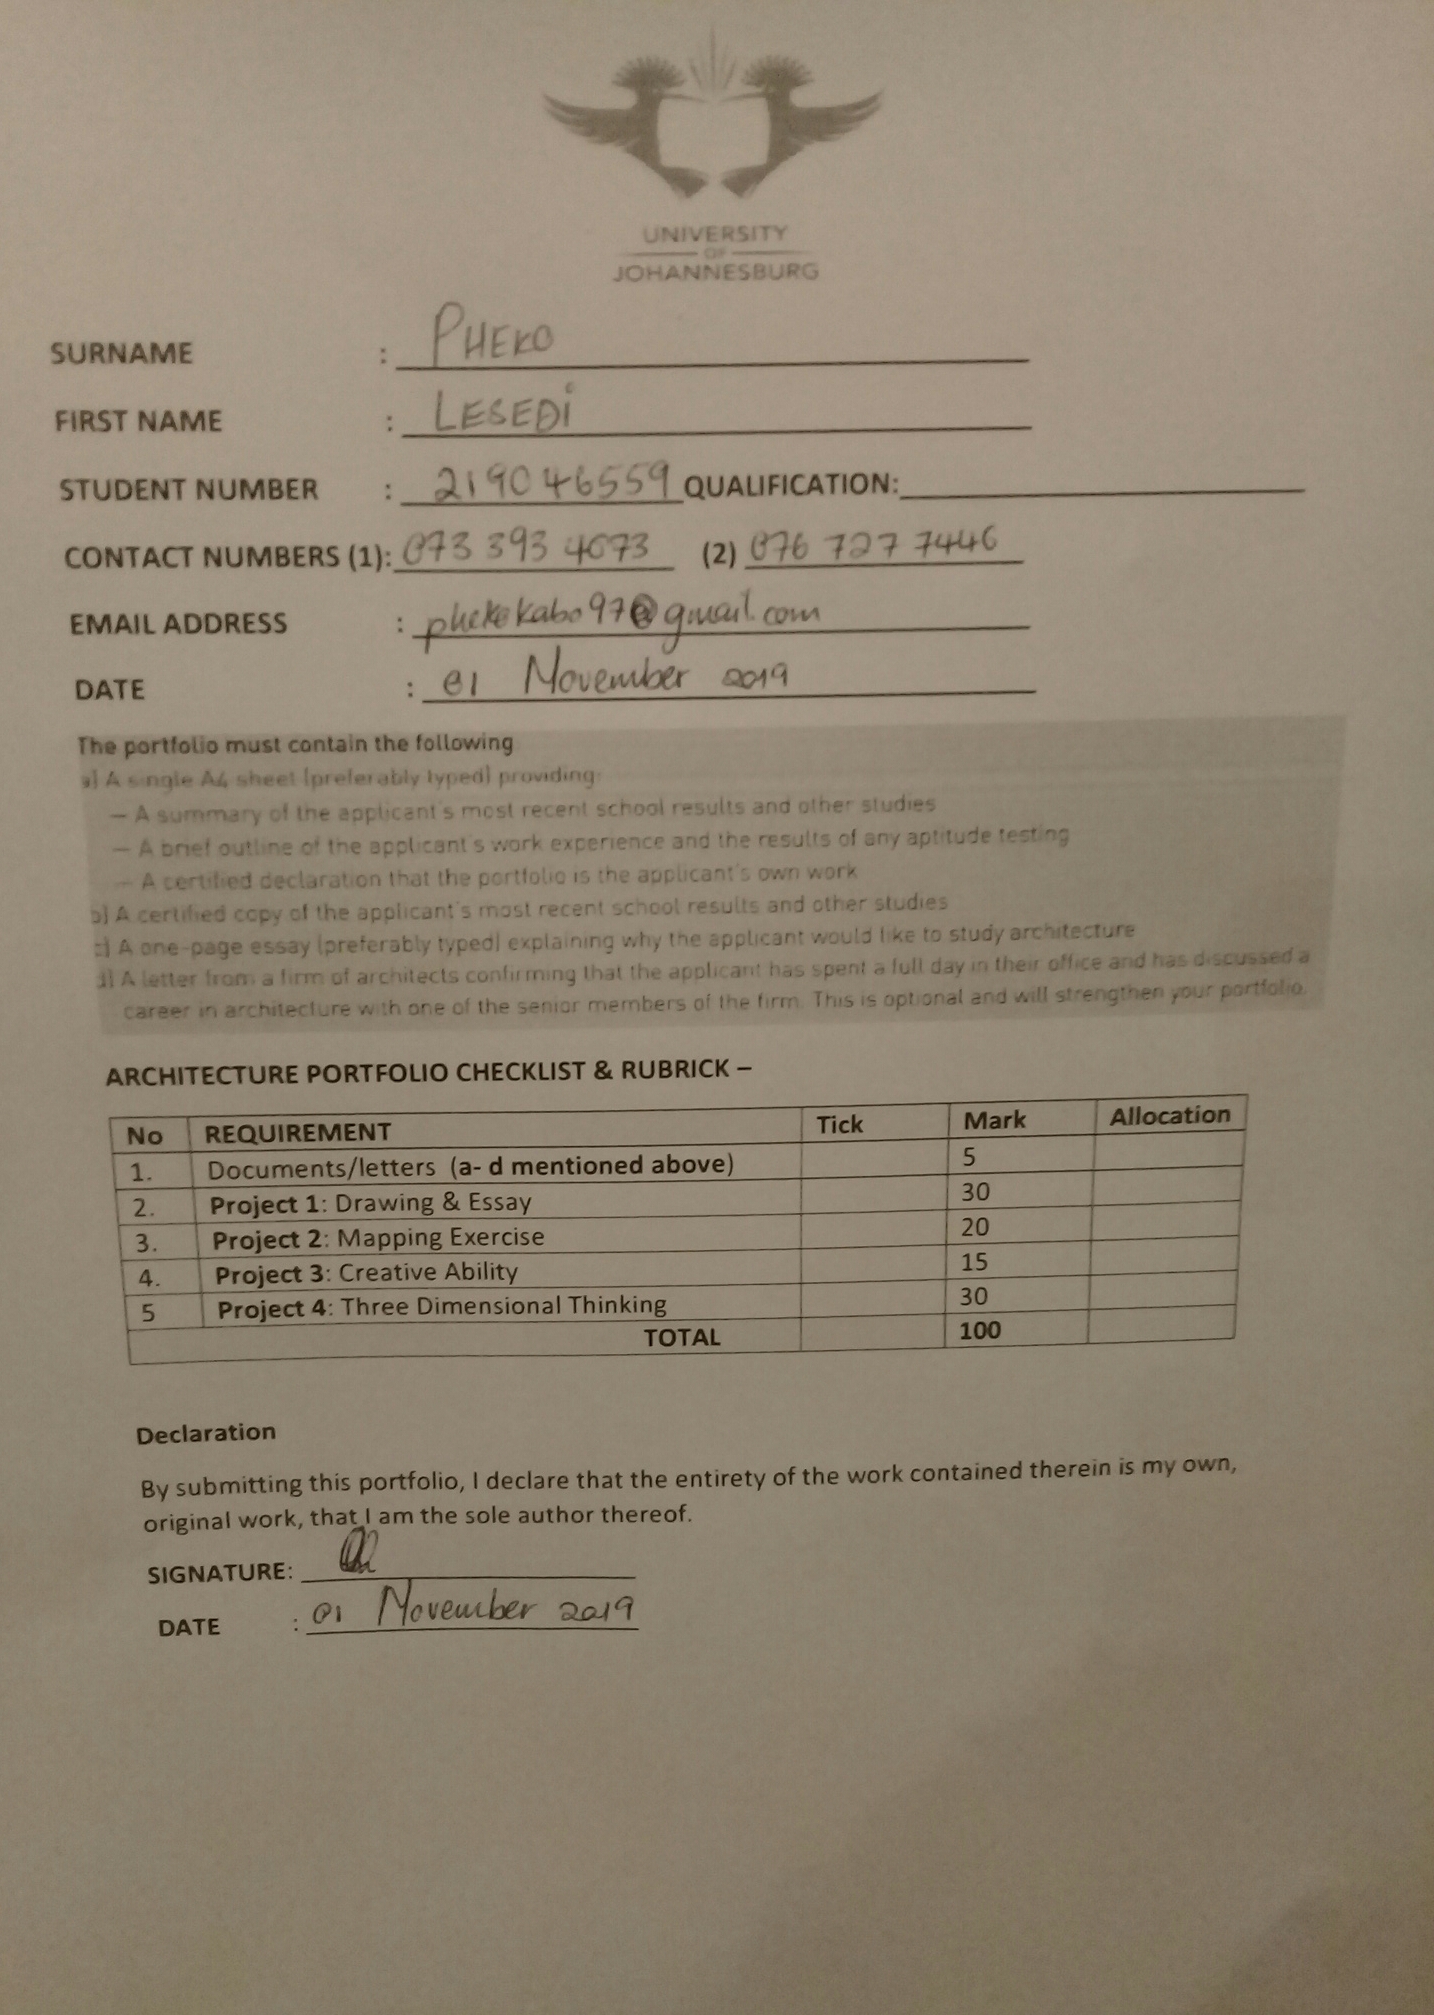 UNIVERSITY
OF
JOHANNESBURG
SURNAME : PHEKO
FIRST NAME : LESEDi
STUDENT NUMBER : 219046559 QUALIFICATION:
CONTACT NUMBERS (1): 073 393 4073 (2) 076 727 7446
EMAIL ADDRESS : phekokabo97@gmail.com
DATE : 01 November 2019
The portfolio must contain the following
a) A single A4 sheet (preferably typed) providing:
– A summary of the applicant's most recent school results and other studies
– A brief outline of the applicant's work experience and the results of any aptitude testing
– A certified declaration that the portfolio is the applicant's own work
b) A certified copy of the applicant's most recent school results and other studies
c) A one-page essay (preferably typed) explaining why the applicant would like to study architecture
d) A letter from a firm of architects confirming that the applicant has spent a full day in their office and has discussed a
career in architecture with one of the senior members of the firm. This is optional and will strengthen your portfolio.
ARCHITECTURE PORTFOLIO CHECKLIST & RUBRICK –
No REQUIREMENT Tick Mark Allocation
1. Documents/letters (a- d mentioned above) 5
2. Project 1: Drawing & Essay 30
3. Project 2: Mapping Exercise 20
4. Project 3: Creative Ability 15
5 Project 4: Three Dimensional Thinking 30
TOTAL 100
Declaration
By submitting this portfolio, I declare that the entirety of the work contained therein is my own,
original work, that I am the sole author thereof.
SIGNATURE:
DATE : 01 November 2019